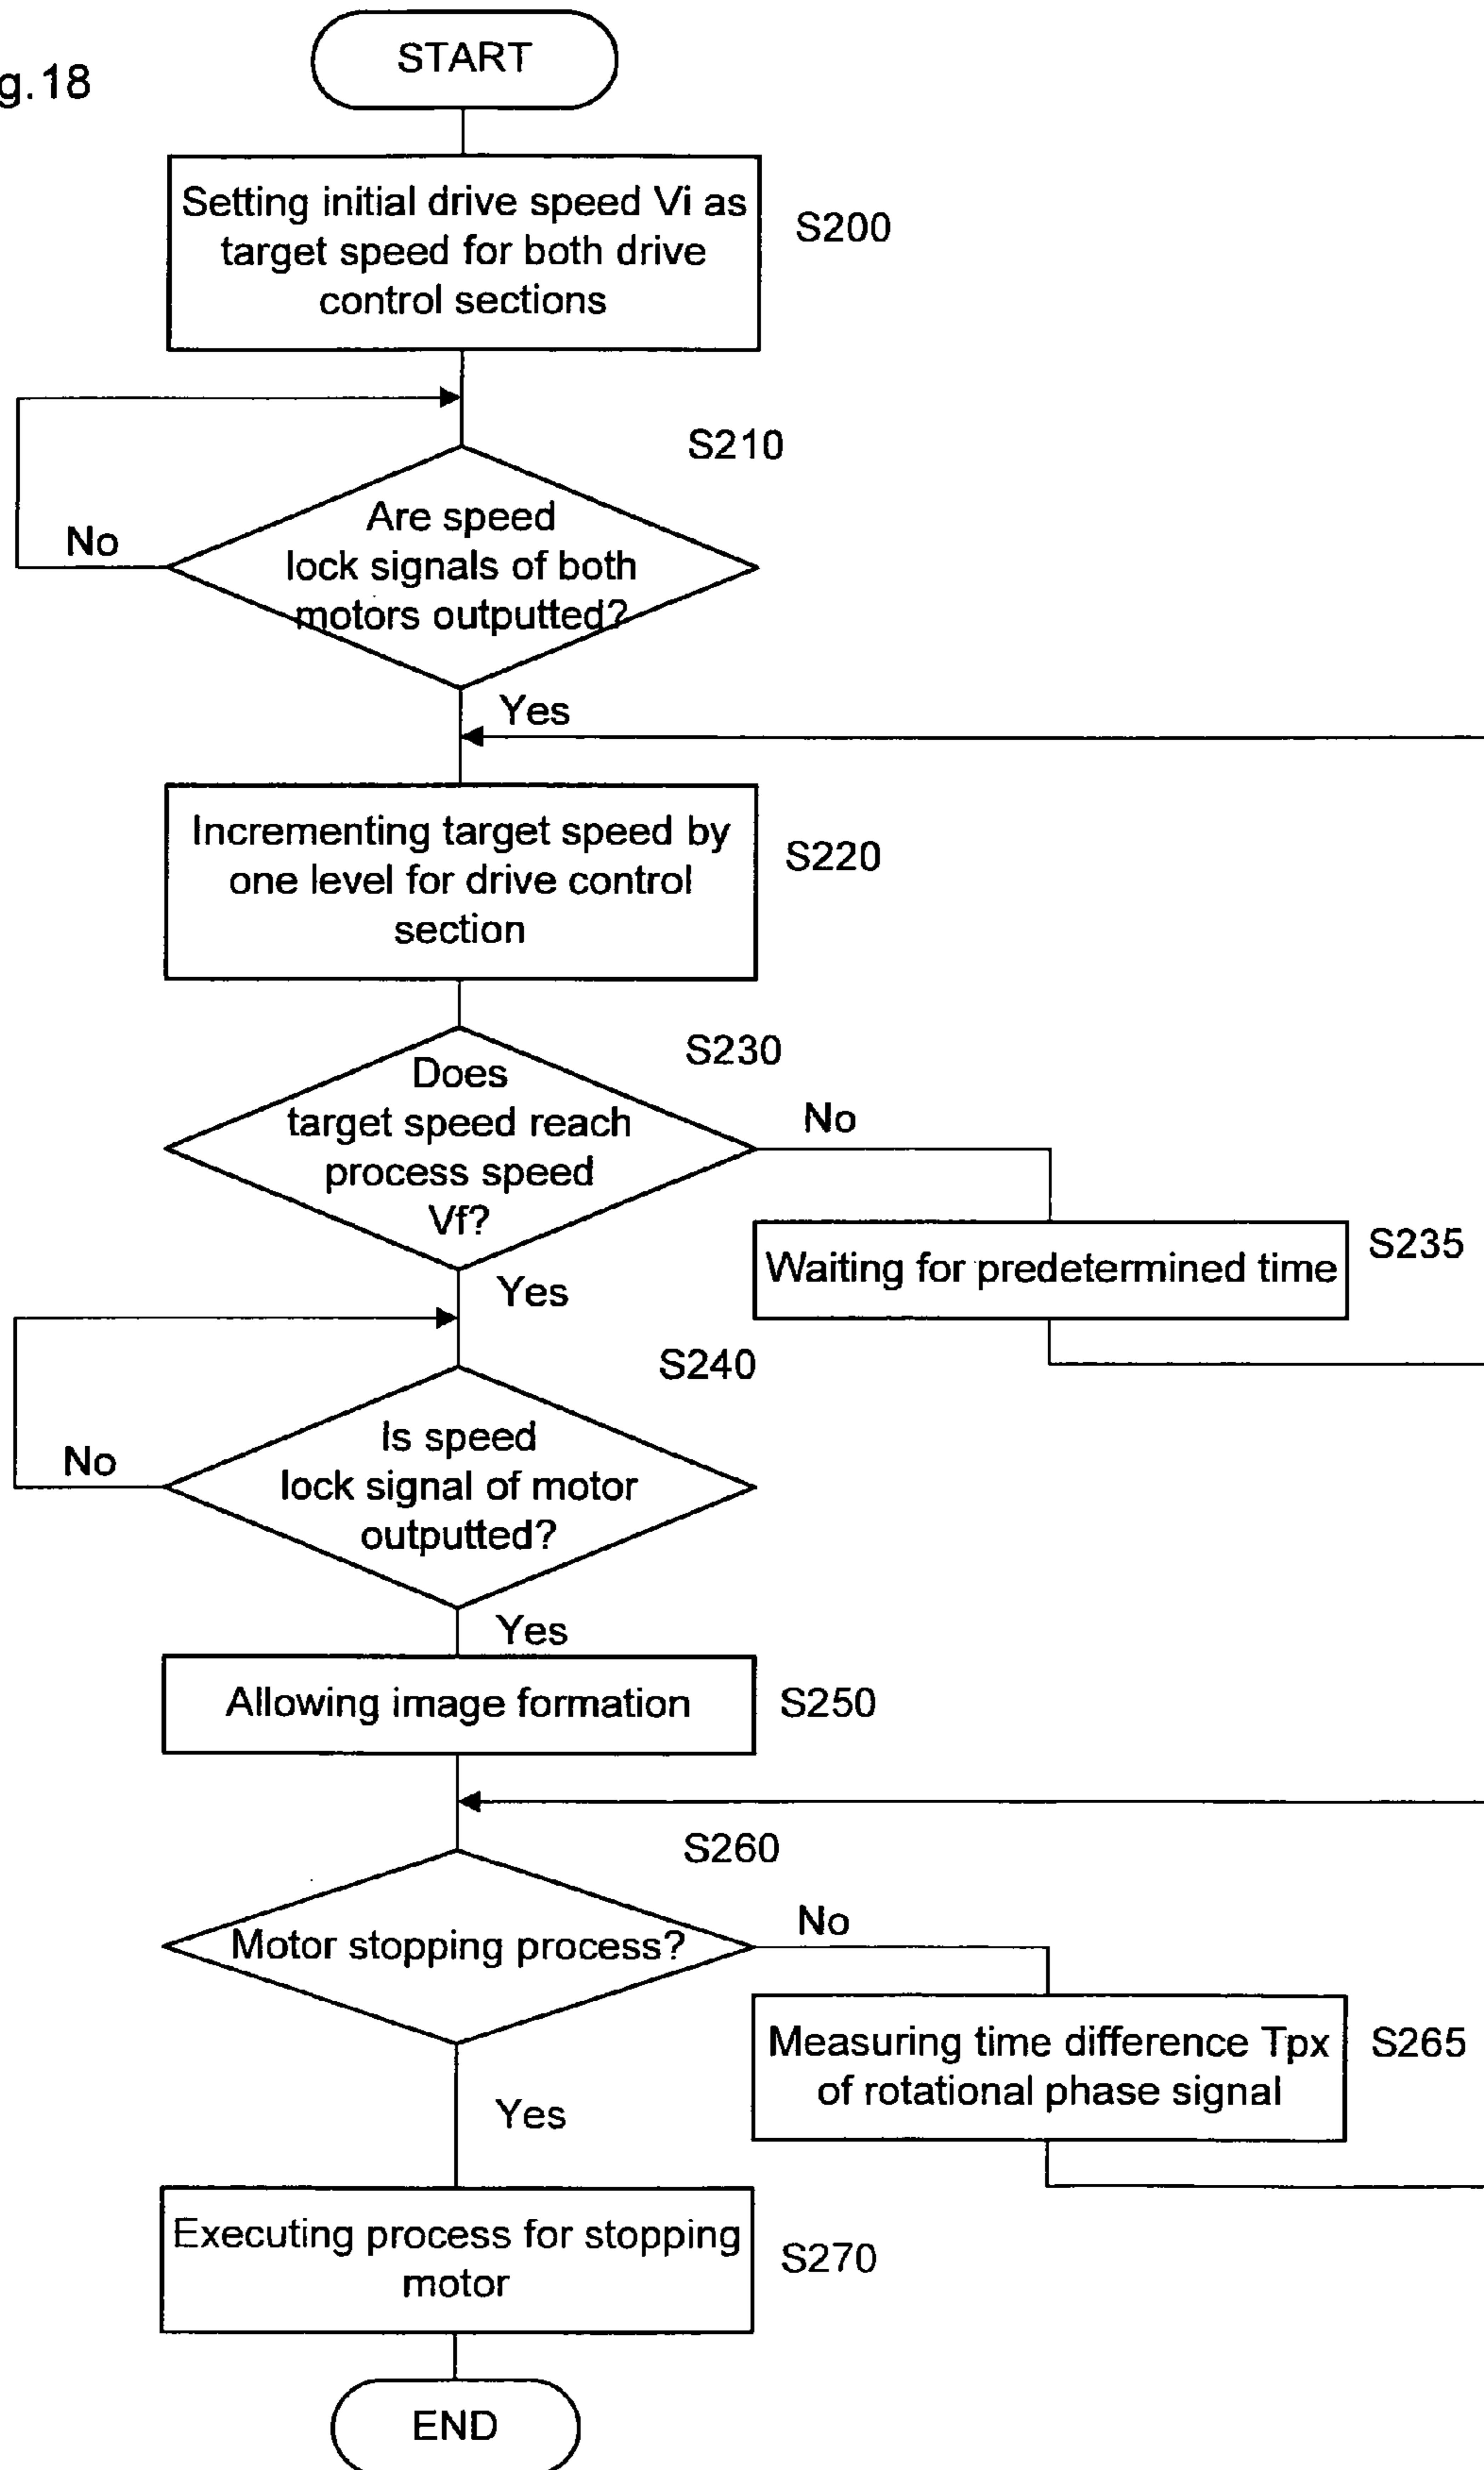 g.18
START
Setting initial drive speed Vi as
target speed for both drive
control sections
S200
S210
Are speed
lock signals of both
motors outputted?
No
Yes
Incrementing target speed by
one level for drive control
section
S220
S230
Does
target speed reach
process speed
Vf?
No
Waiting for predetermined time
S235
Yes
S240
Is speed
lock signal of motor
outputted?
No
Yes
Allowing image formation
S250
S260
Motor stopping process?
No
Measuring time difference Tpx
of rotational phase signal
S265
Yes
Executing process for stopping
motor
S270
END